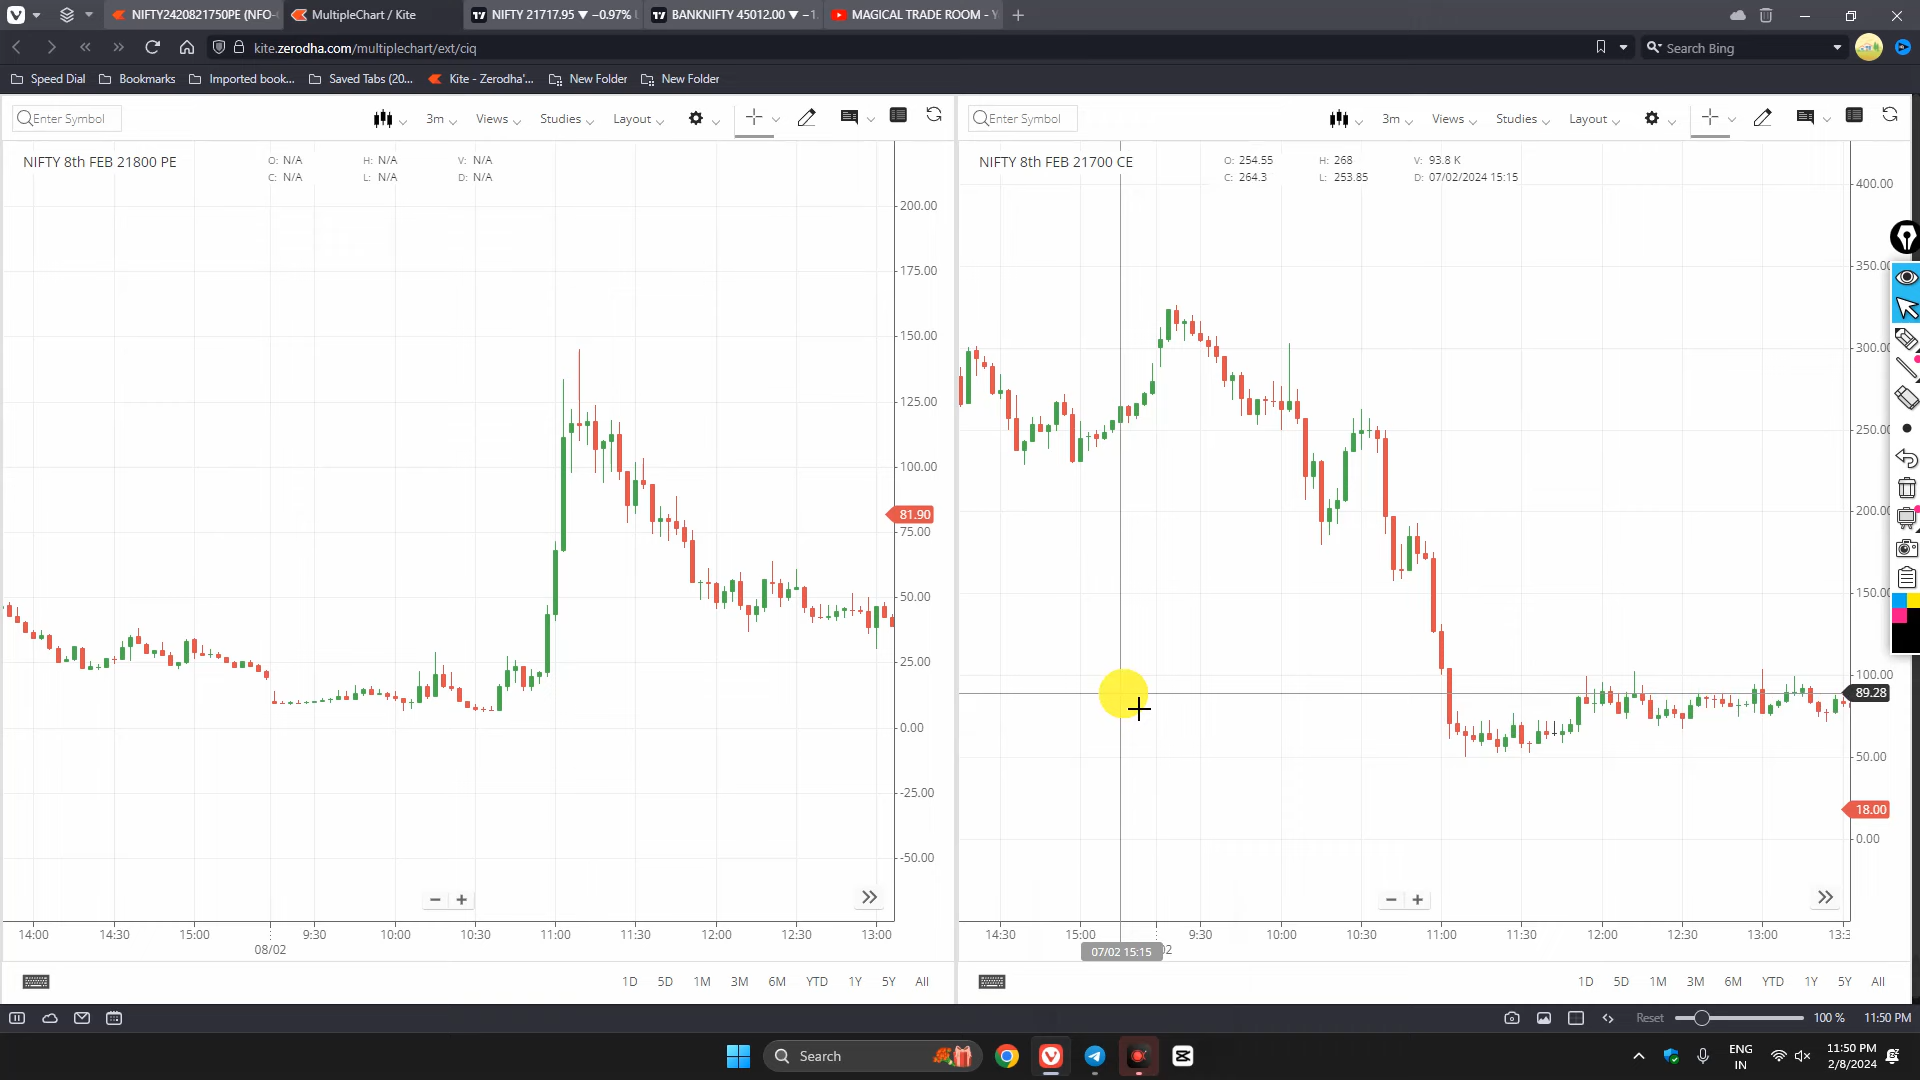 NIFTY2420821750PE (NFO-
MultipleChart / Kite
NIFTY 21717.95 ▼ −0.97%
BANKNIFTY 45012.00 ▼ −1.
MAGICAL TRADE ROOM - Y
kite.zerodha.com/multiplechart/ext/ciq
Search Bing
Speed Dial
Bookmarks
Imported book...
Saved Tabs (20...
Kite - Zerodha'...
New Folder
New Folder
Enter Symbol
3m
Views
Studies
Layout
Enter Symbol
3m
Views
Studies
Layout
NIFTY 8th FEB 21800 PE
O: N/A H: N/A V: N/A
C: N/A L: N/A D: N/A
NIFTY 8th FEB 21700 CE
O: 254.55 H: 268 V: 93.8 K
C: 264.3 L: 253.85 D: 07/02/2024 15:15
200.00
175.00
150.00
125.00
100.00
81.90
75.00
50.00
25.00
0.00
-25.00
-50.00
400.00
350.00
300.00
250.00
200.00
150.00
100.00
89.28
50.00
18.00
0.00
14:00 14:30 15:00 9:30 10:00 10:30 11:00 11:30 12:00 12:30 13:00
08/02
14:30 15:00 9:30 10:00 10:30 11:00 11:30 12:00 12:30 13:00 13:3
07/02 15:15
1D 5D 1M 3M 6M YTD 1Y 5Y All
1D 5D 1M 3M 6M YTD 1Y 5Y All
Reset 100 % 11:50 PM
Search
ENG
IN
11:50 PM
2/8/2024